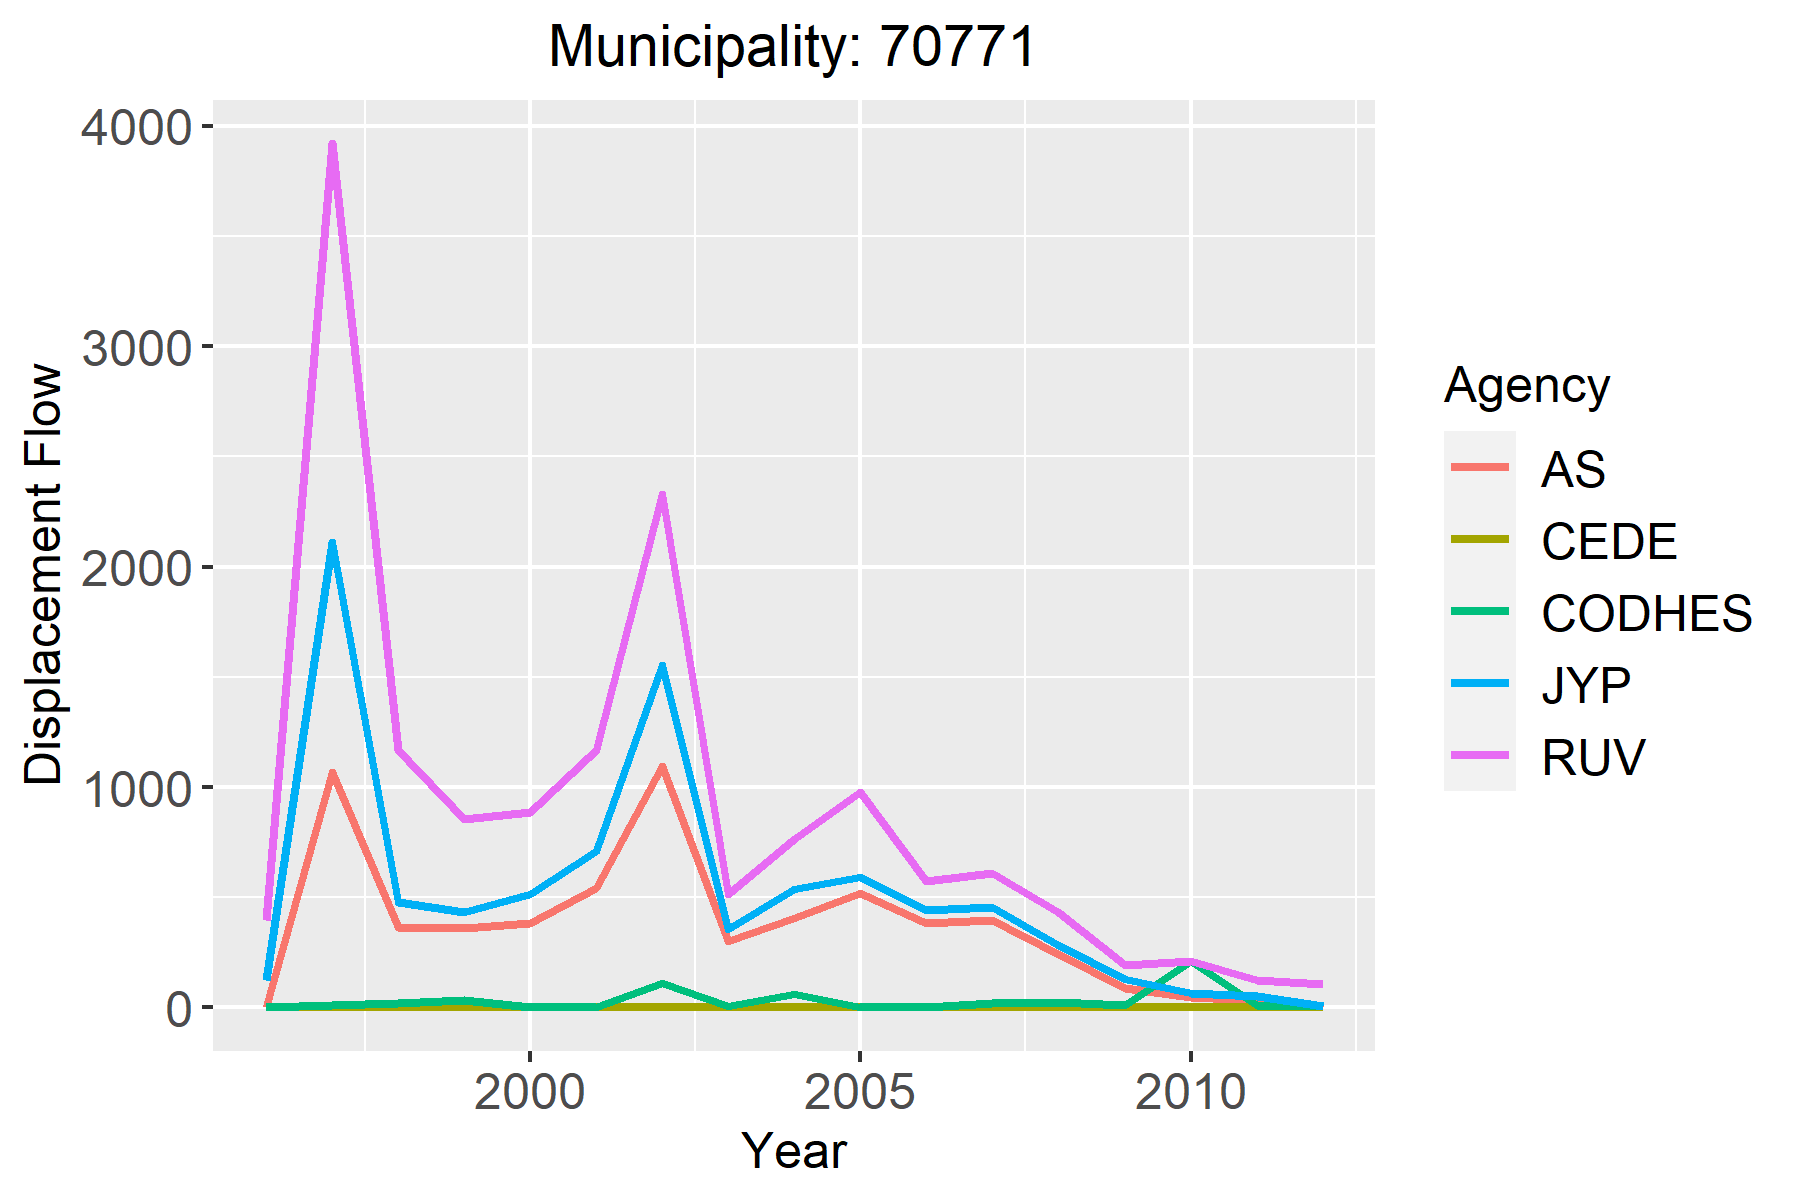 Municipality: 70771
4000
3000
2000
1000
0
Displacement Flow
2000 2005 2010
Year
Agency
AS
CEDE
CODHES
JYP
RUV